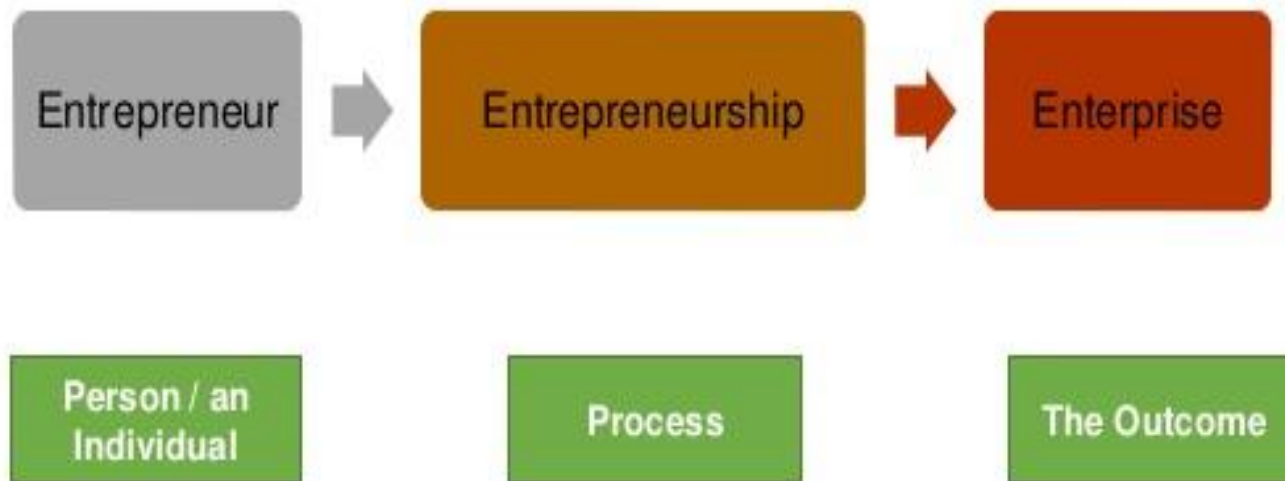 Entrepreneur
Entrepreneurship
Enterprise
Person / an
Individual
Process
The Outcome